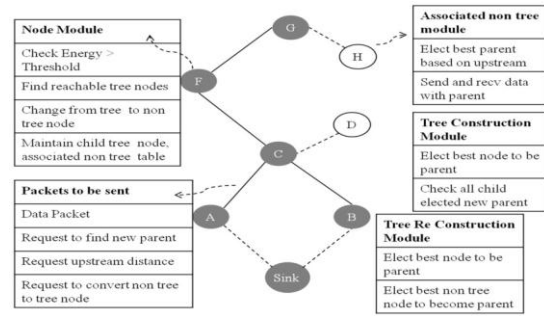 Node Module
Check Energy >
Threshold
Find reachable tree nodes
Change from tree to non
tree node
Maintain child tree node,
associated non tree table
Packets to be sent
Data Packet
Request to find new parent
Request upstream distance
Request to convert non tree
to tree node
G
H
F
D
C
A
B
Sink
Associated non tree
module
Elect best parent
based on upstream
Send and recv data
with parent
Tree Construction
Module
Elect best node to be
parent
Check all child
elected new parent
Tree Re Construction
Module
Elect best node to be
parent
Elect best non tree
node to become parent